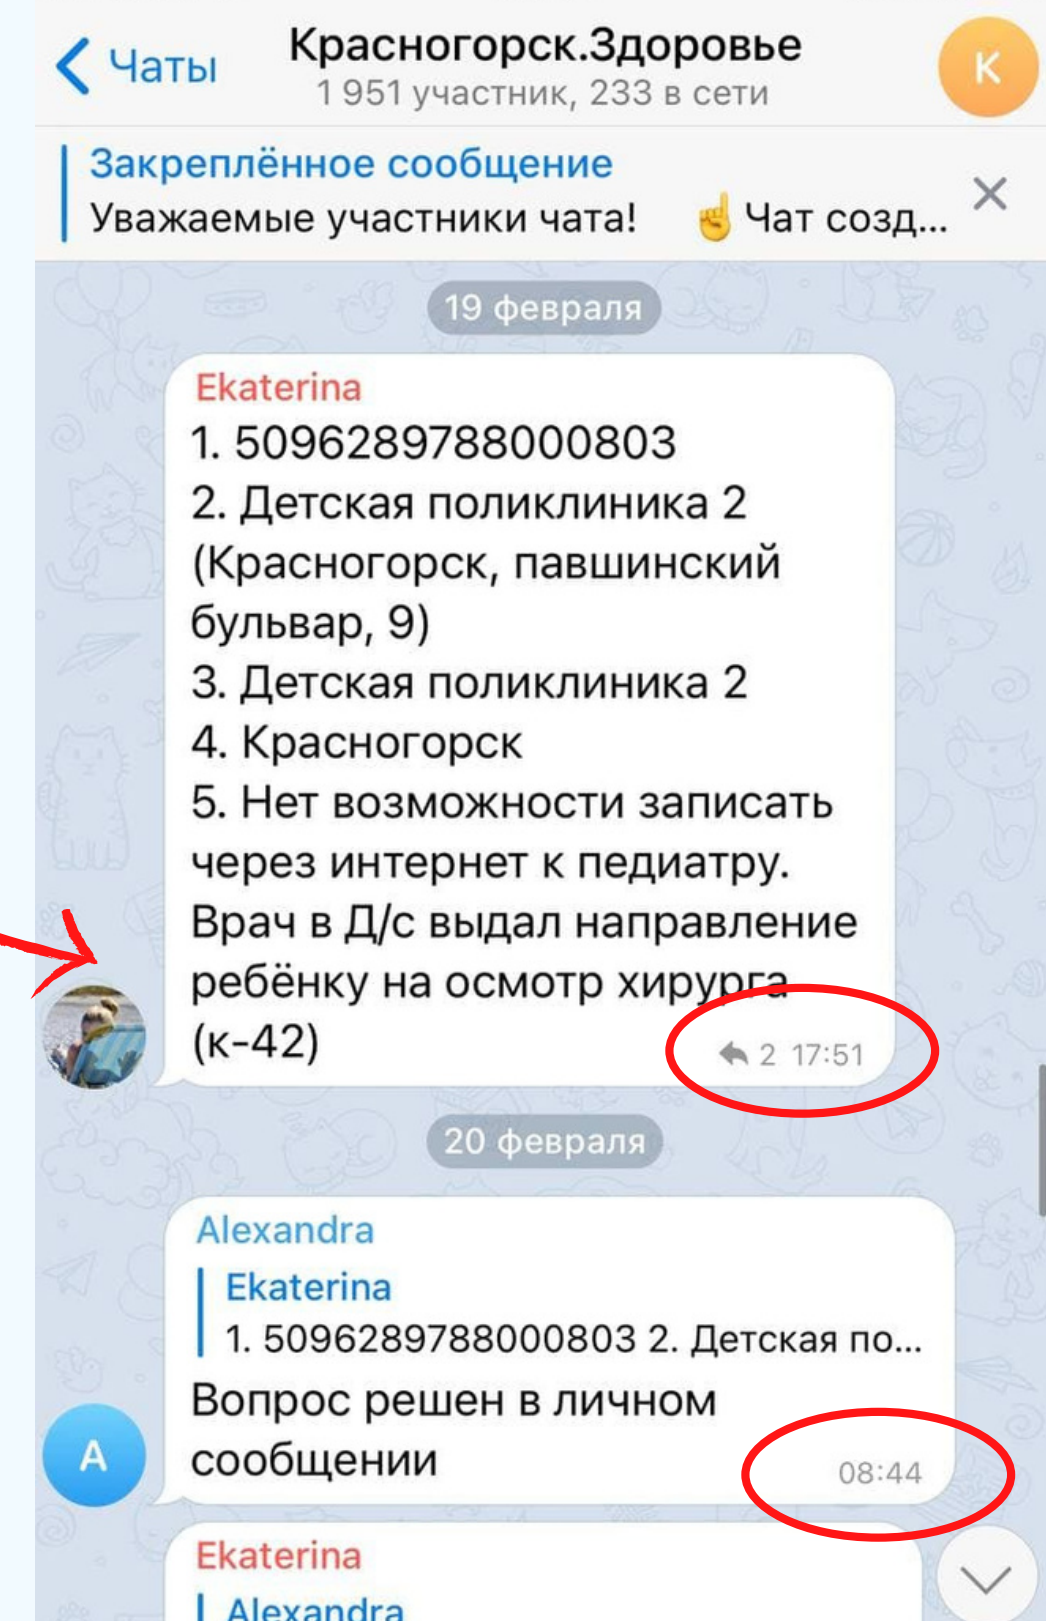 Чаты
Красногорск.Здоровье
К
1 951 участник, 233 в сети
Закреплённое сообщение
Уважаемые участники чата! ☝️ Чат созд...
19 февраля
Ekaterina
1. 5096289788000803
2. Детская поликлиника 2
(Красногорск, павшинский
бульвар, 9)
3. Детская поликлиника 2
4. Красногорск
5. Нет возможности записать
через интернет к педиатру.
Врач в Д/с выдал направление
ребёнку на осмотр хирурга
(к-42)
2 17:51
20 февраля
Alexandra
Ekaterina
1. 5096289788000803 2. Детская по...
Вопрос решен в личном
сообщении
08:44
A
Ekaterina
Alexandra